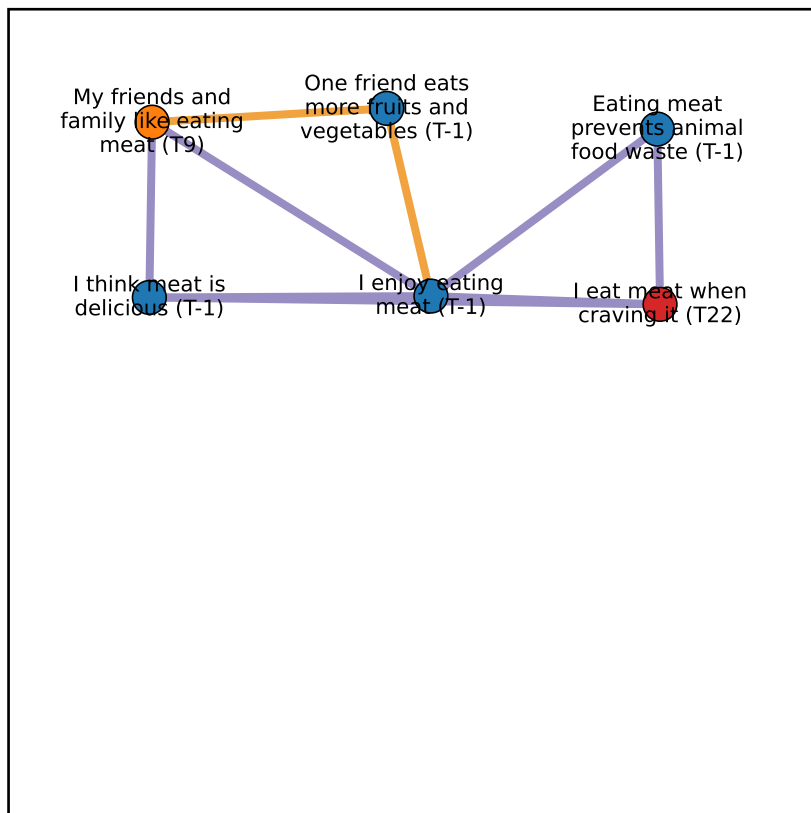 My friends and
family like eating
meat (T9)
One friend eats
more fruits and
vegetables (T-1)
Eating meat
prevents animal
food waste (T-1)
I think meat is
delicious (T-1)
I enjoy eating
meat (T-1)
I eat meat when
craving it (T22)